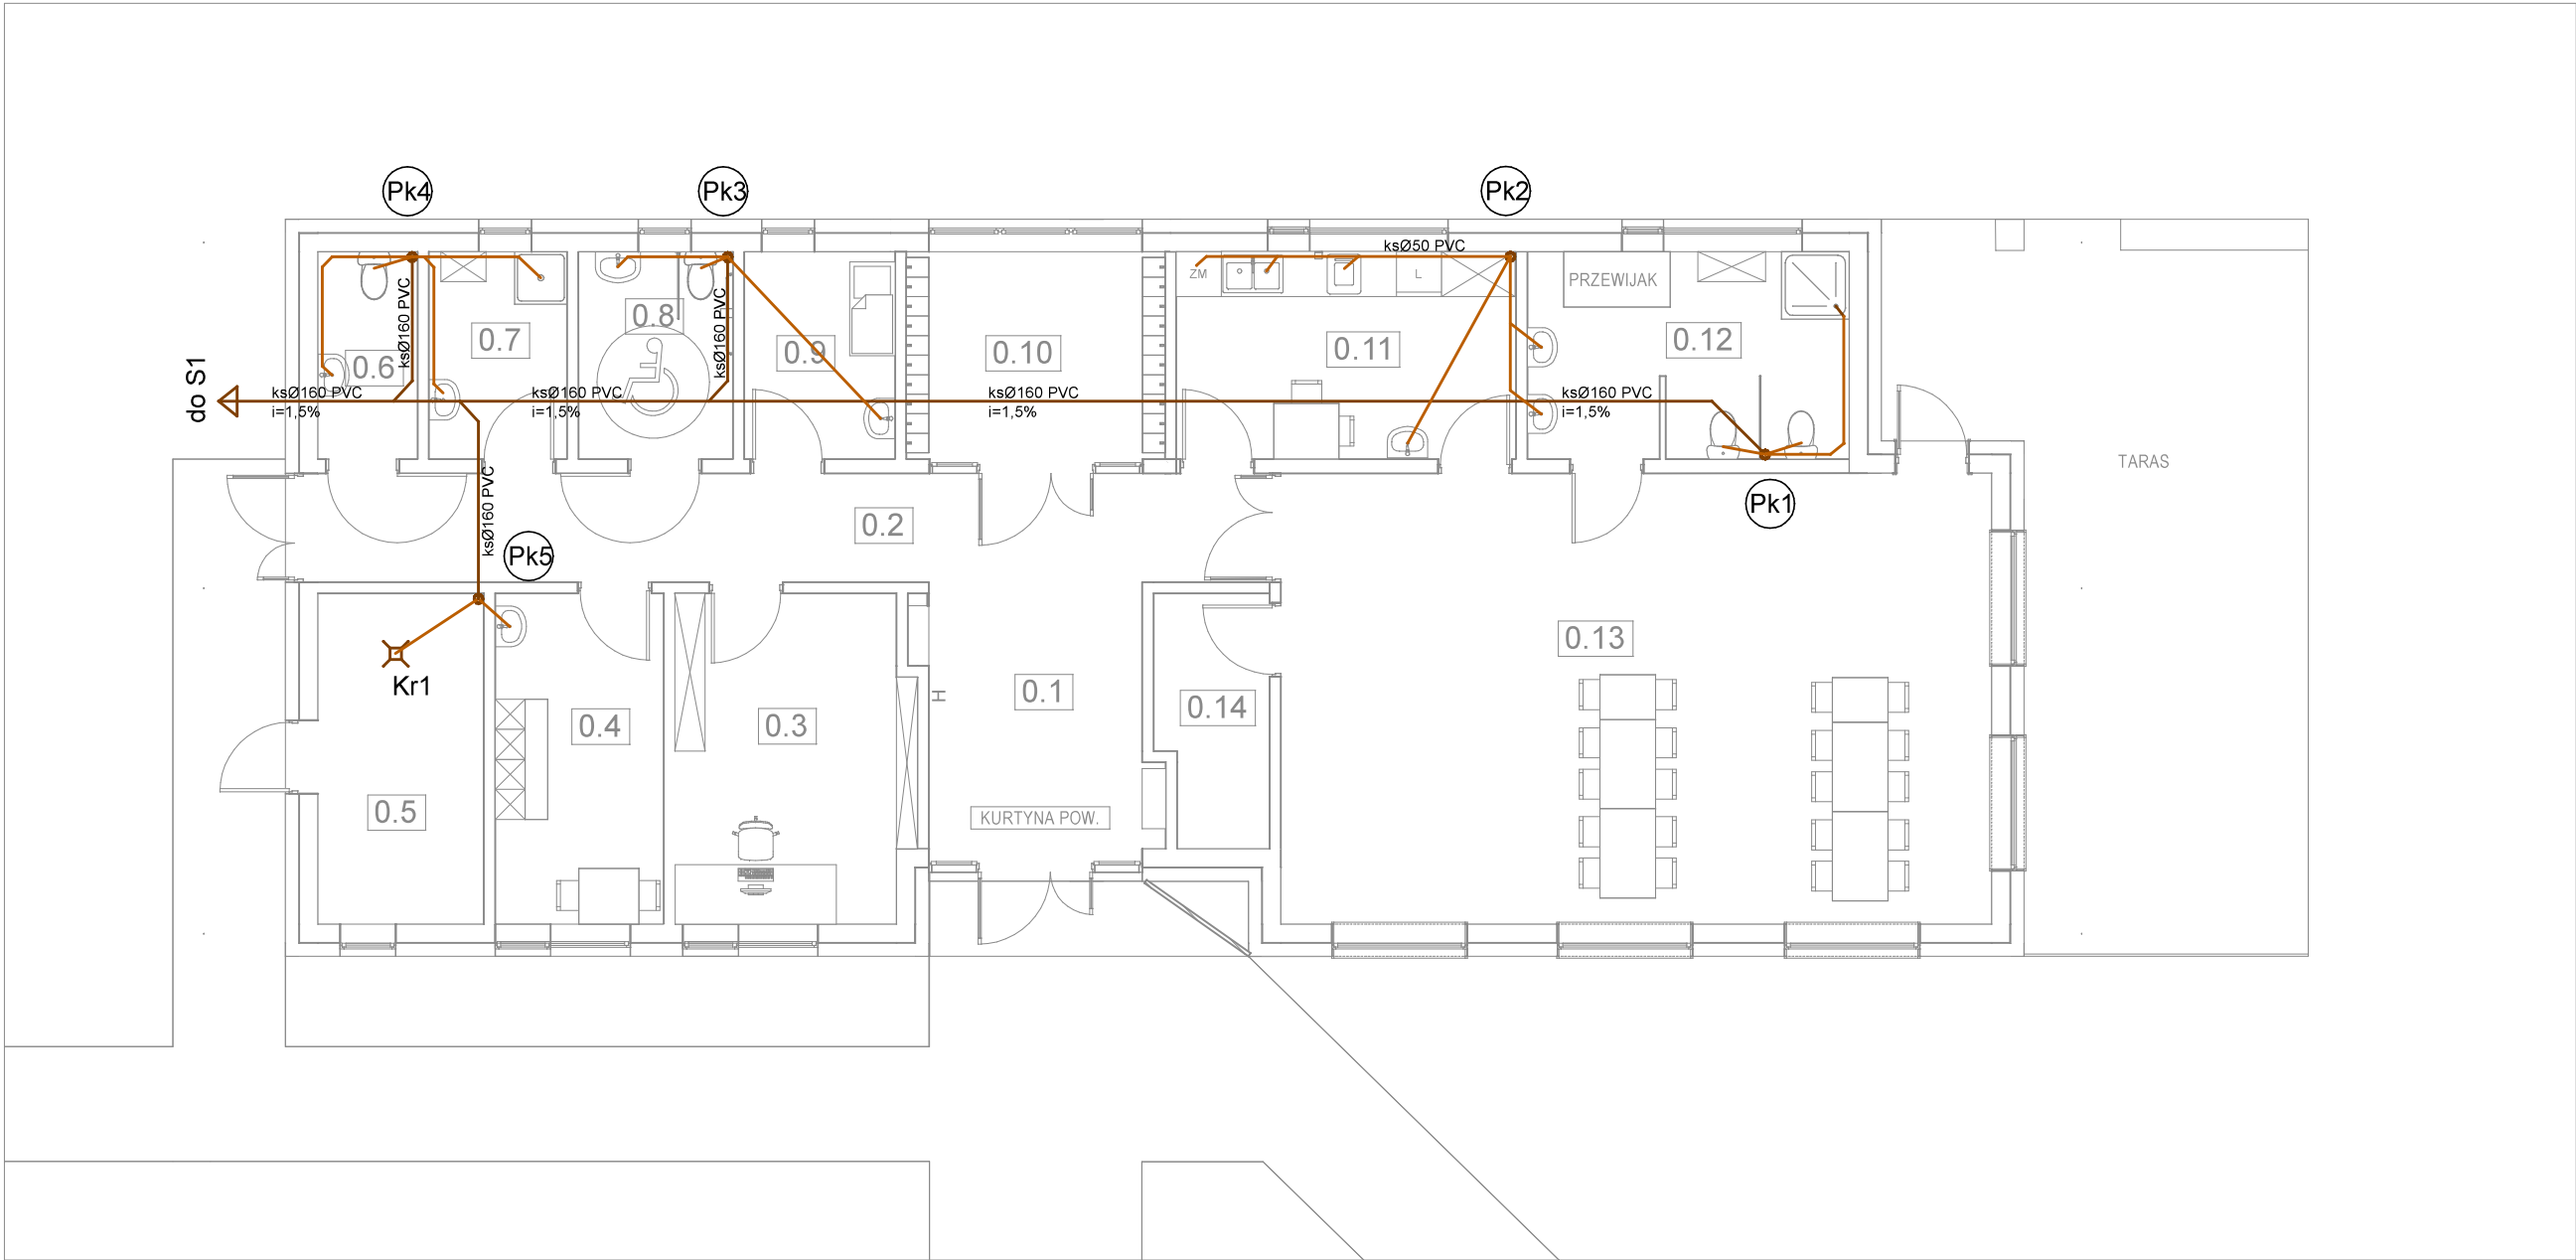 Pk4
Pk3
Pk2
ksØ50 PVC
ZM
L
PRZEWIJAK
ksØ160 PVC
ksØ160 PVC
0.6
0.7
0.8
0.9
0.10
0.11
0.12
do S1
ksØ160 PVC
i=1,5%
ksØ160 PVC
i=1,5%
ksØ160 PVC
i=1,5%
ksØ160 PVC
i=1,5%
TARAS
Pk1
ksØ160 PVC
0.2
Pk5
Kr1
0.13
0.1
H
0.14
0.4
0.3
0.5
KURTYNA POW.